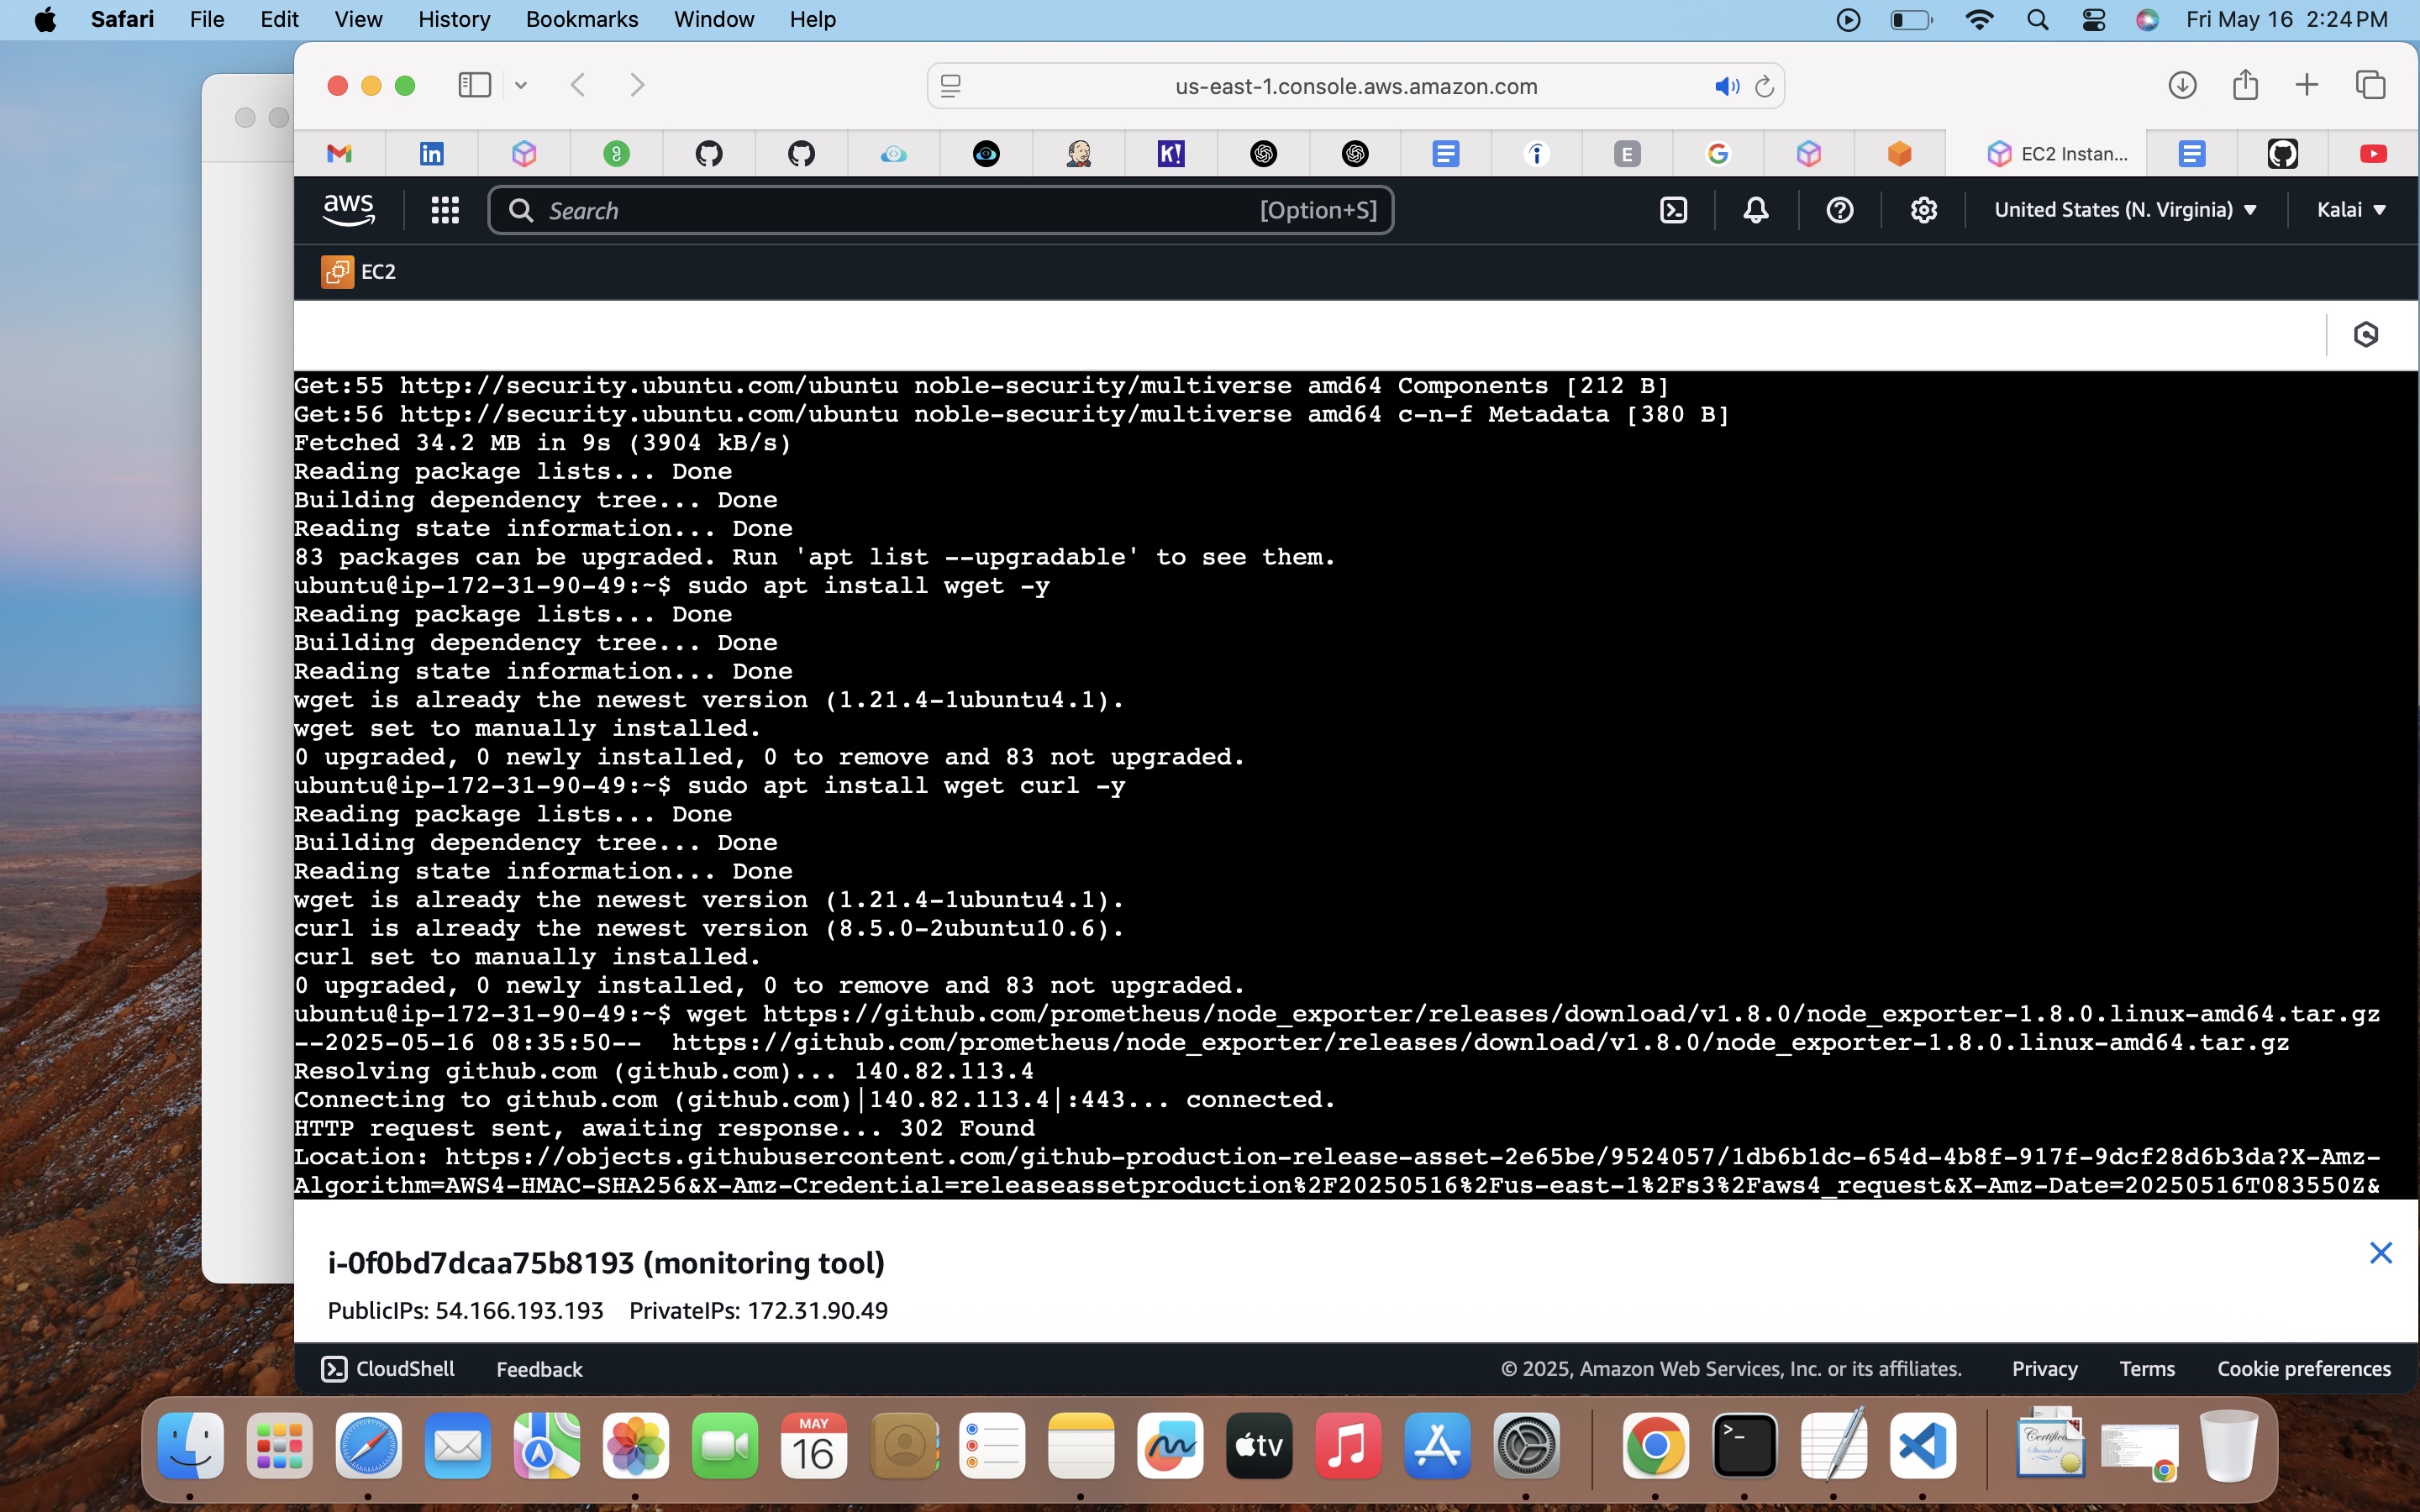 Safari File Edit View History Bookmarks Window Help Fri May 16 2:24 PM
us-east-1.console.aws.amazon.com
in K! E EC2 Instan...
aws Search [Option+S] United States (N. Virginia) Kalai
EC2
Get:55 http://security.ubuntu.com/ubuntu noble-security/multiverse amd64 Components [212 B]
Get:56 http://security.ubuntu.com/ubuntu noble-security/multiverse amd64 c-n-f Metadata [380 B]
Fetched 34.2 MB in 9s (3904 kB/s)
Reading package lists... Done
Building dependency tree... Done
Reading state information... Done
83 packages can be upgraded. Run 'apt list --upgradable' to see them.
ubuntu@ip-172-31-90-49:~$ sudo apt install wget -y
Reading package lists... Done
Building dependency tree... Done
Reading state information... Done
wget is already the newest version (1.21.4-1ubuntu4.1).
wget set to manually installed.
0 upgraded, 0 newly installed, 0 to remove and 83 not upgraded.
ubuntu@ip-172-31-90-49:~$ sudo apt install wget curl -y
Reading package lists... Done
Building dependency tree... Done
Reading state information... Done
wget is already the newest version (1.21.4-1ubuntu4.1).
curl is already the newest version (8.5.0-2ubuntu10.6).
curl set to manually installed.
0 upgraded, 0 newly installed, 0 to remove and 83 not upgraded.
ubuntu@ip-172-31-90-49:~$ wget https://github.com/prometheus/node_exporter/releases/download/v1.8.0/node_exporter-1.8.0.linux-amd64.tar.gz
--2025-05-16 08:35:50--  https://github.com/prometheus/node_exporter/releases/download/v1.8.0/node_exporter-1.8.0.linux-amd64.tar.gz
Resolving github.com (github.com)... 140.82.113.4
Connecting to github.com (github.com)|140.82.113.4|:443... connected.
HTTP request sent, awaiting response... 302 Found
Location: https://objects.githubusercontent.com/github-production-release-asset-2e65be/9524057/1db6b1dc-654d-4b8f-917f-9dcf28d6b3da?X-Amz-
Algorithm=AWS4-HMAC-SHA256&X-Amz-Credential=releaseassetproduction%2F20250516%2Fus-east-1%2Fs3%2Faws4_request&X-Amz-Date=20250516T083550Z&
i-0f0bd7dcaa75b8193 (monitoring tool)
PublicIPs: 54.166.193.193 PrivateIPs: 172.31.90.49
CloudShell Feedback © 2025, Amazon Web Services, Inc. or its affiliates. Privacy Terms Cookie preferences
MAY
16
tv